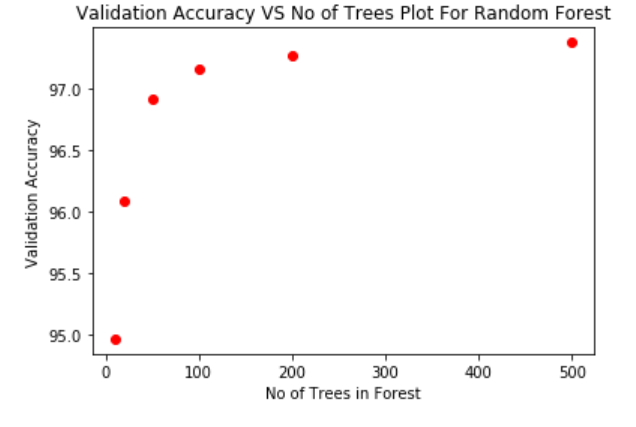 Validation Accuracy VS No of Trees Plot For Random Forest
97.0
96.5
96.0
95.5
95.0
Validation Accuracy
0 100 200 300 400 500
No of Trees in Forest